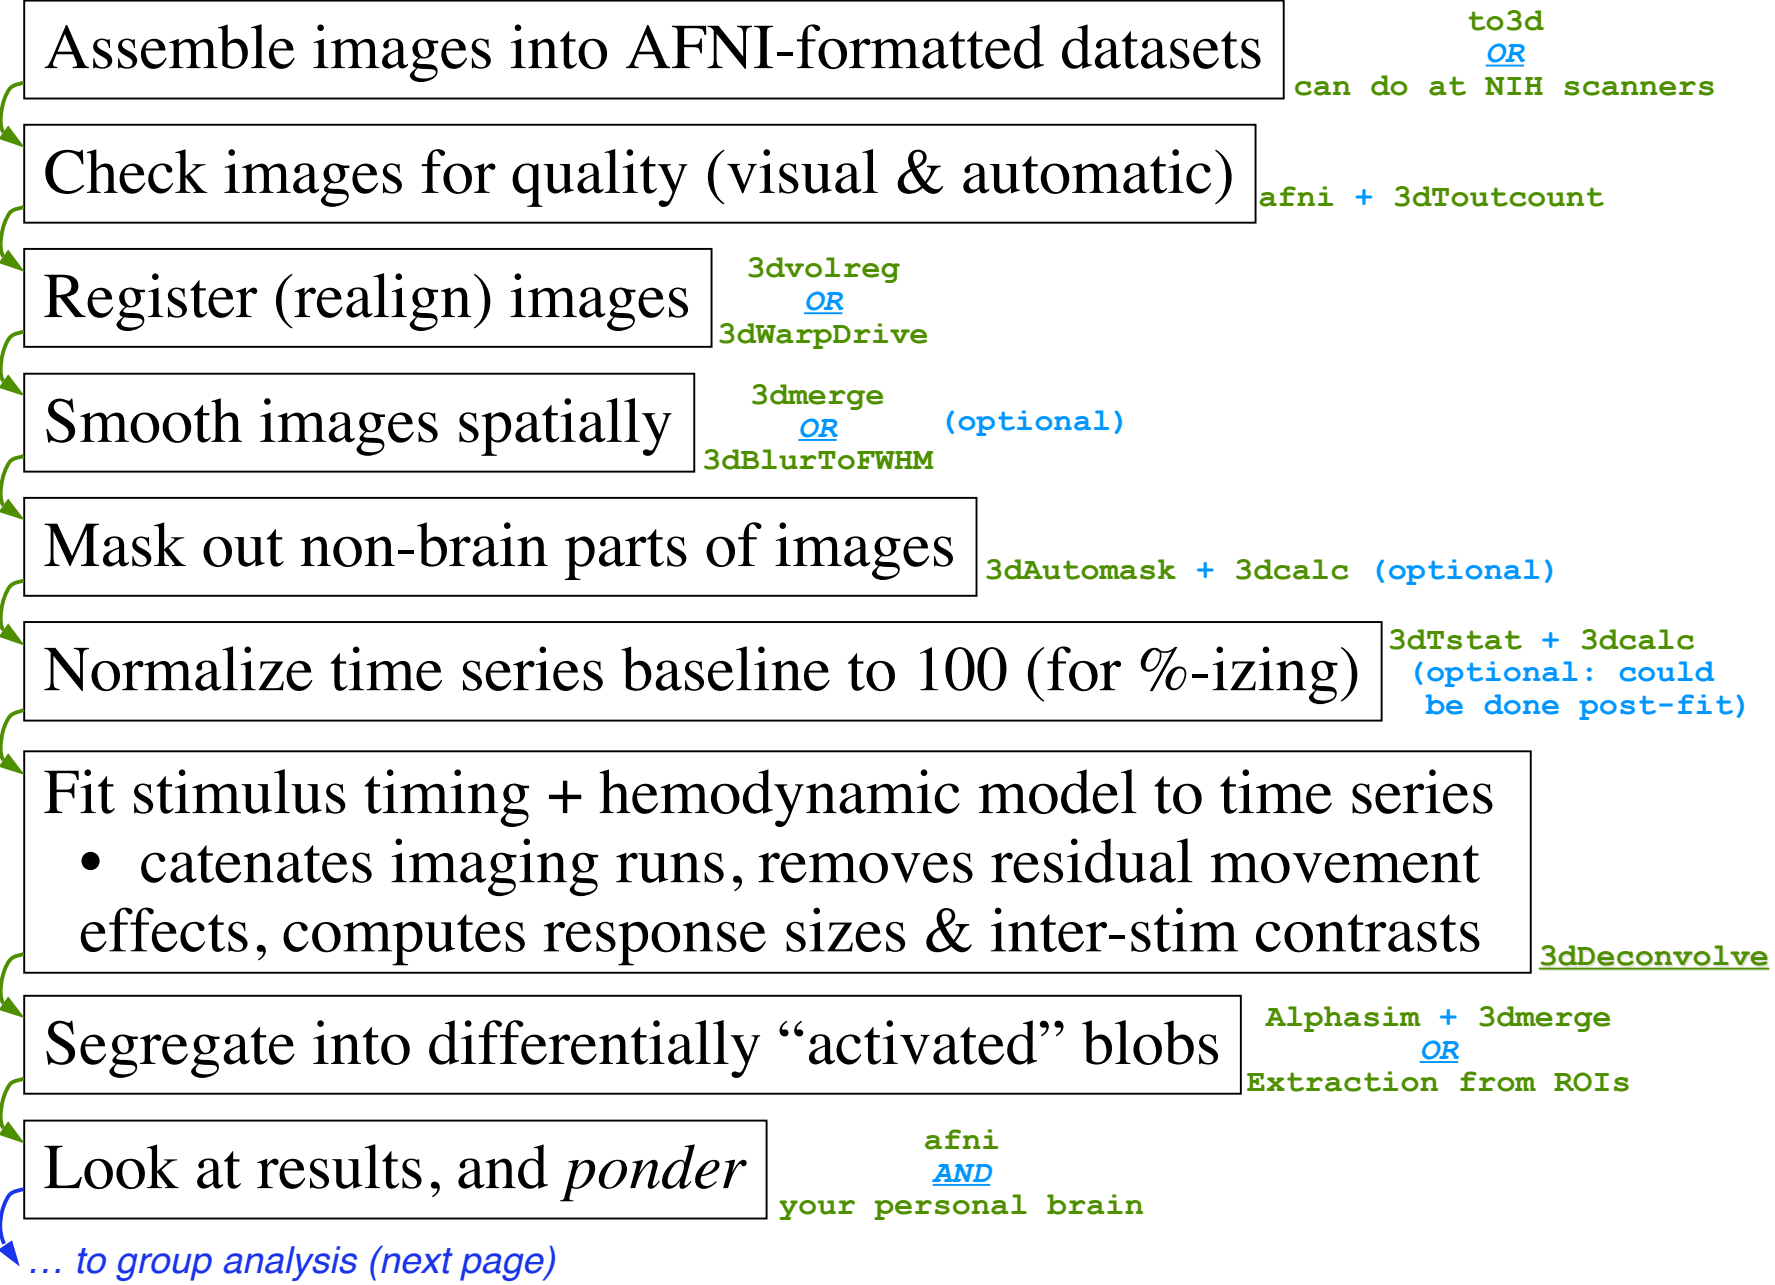 Assemble images into AFNI-formatted datasets
to3d
OR
can do at NIH scanners
Check images for quality (visual & automatic)
afni + 3dToutcount
Register (realign) images
3dvolreg
OR
3dWarpDrive
Smooth images spatially
3dmerge
OR
3dBlurToFWHM
(optional)
Mask out non-brain parts of images
3dAutomask + 3dcalc (optional)
Normalize time series baseline to 100 (for %-izing)
3dTstat + 3dcalc
(optional: could
be done post-fit)
Fit stimulus timing + hemodynamic model to time series
• catenates imaging runs, removes residual movement
effects, computes response sizes & inter-stim contrasts
3dDeconvolve
Segregate into differentially “activated” blobs
Alphasim + 3dmerge
OR
Extraction from ROIs
Look at results, and ponder
afni
AND
your personal brain
… to group analysis (next page)